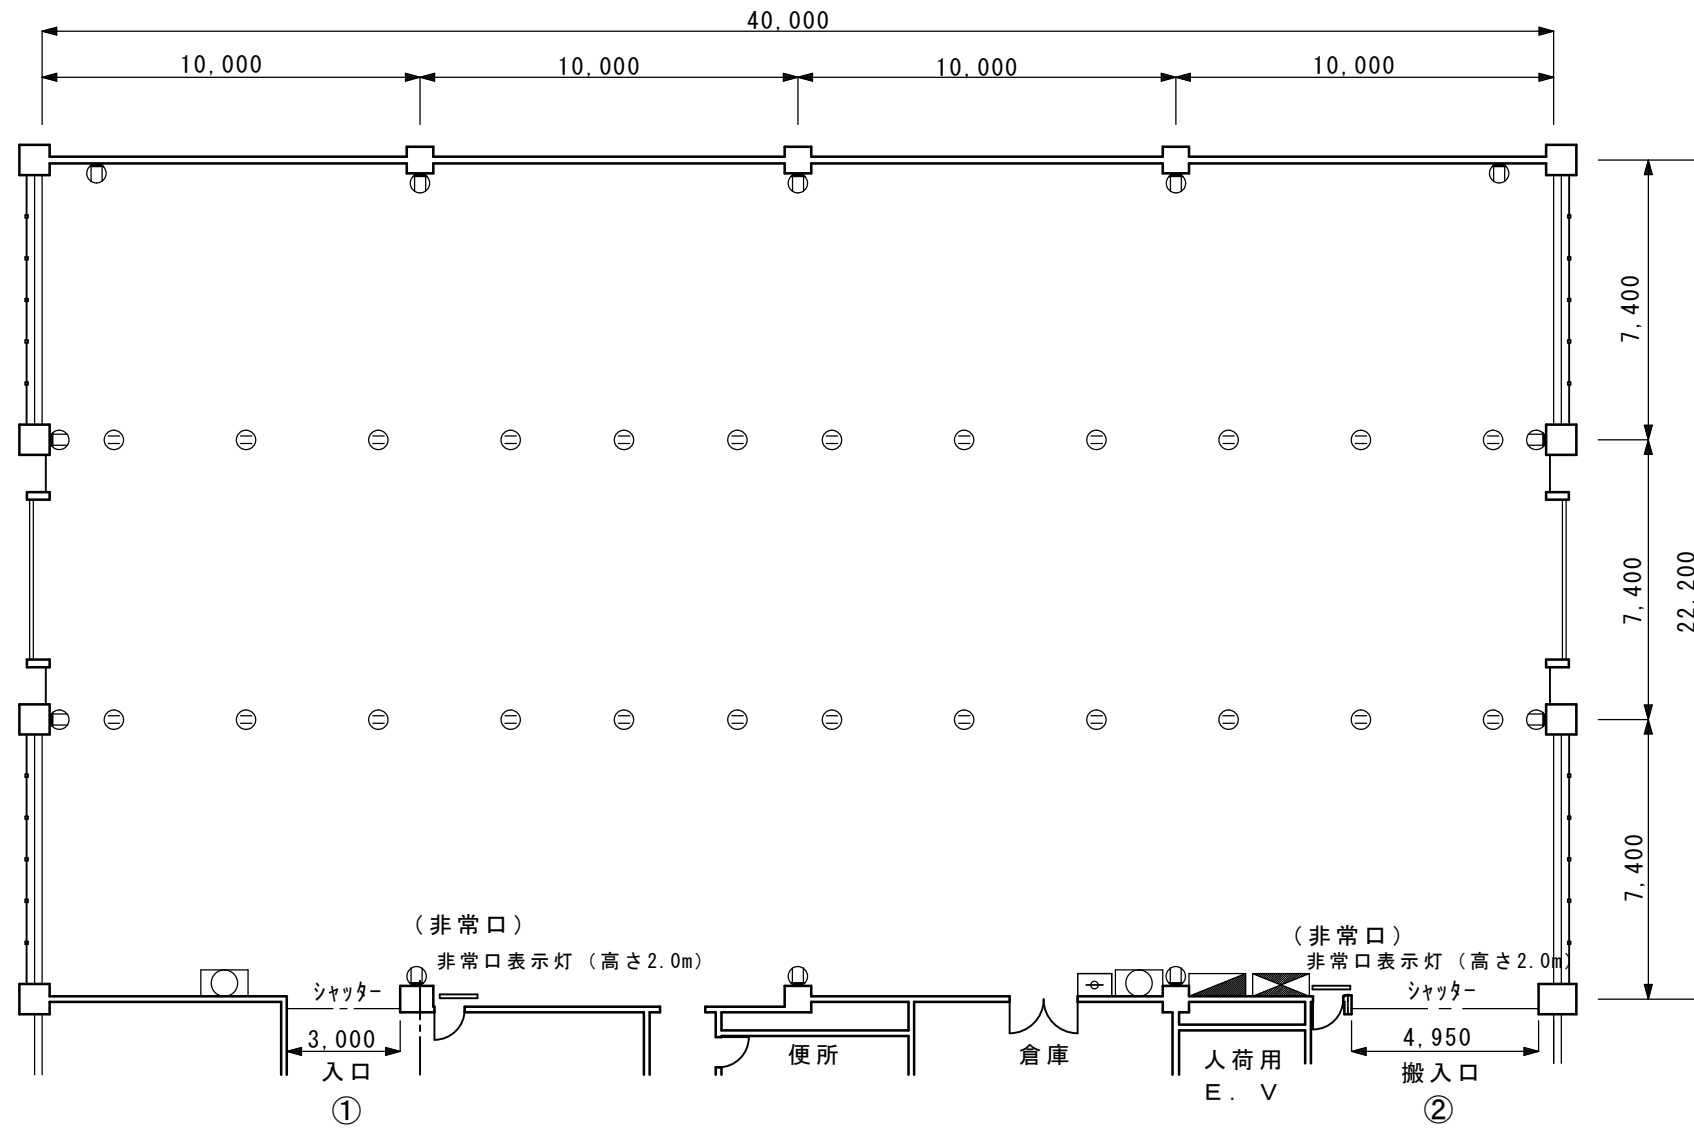 40,000
10,000
10,000
10,000
10,000
7,400
7,400
22,200
7,400
(非常口)
非常口表示灯(高さ2.0m)
(非常口)
非常口表示灯(高さ2.0m)
シャッター
シャッター
3,000
4,950
入口
便所
倉庫
人荷用
E. V
搬入口
①
②